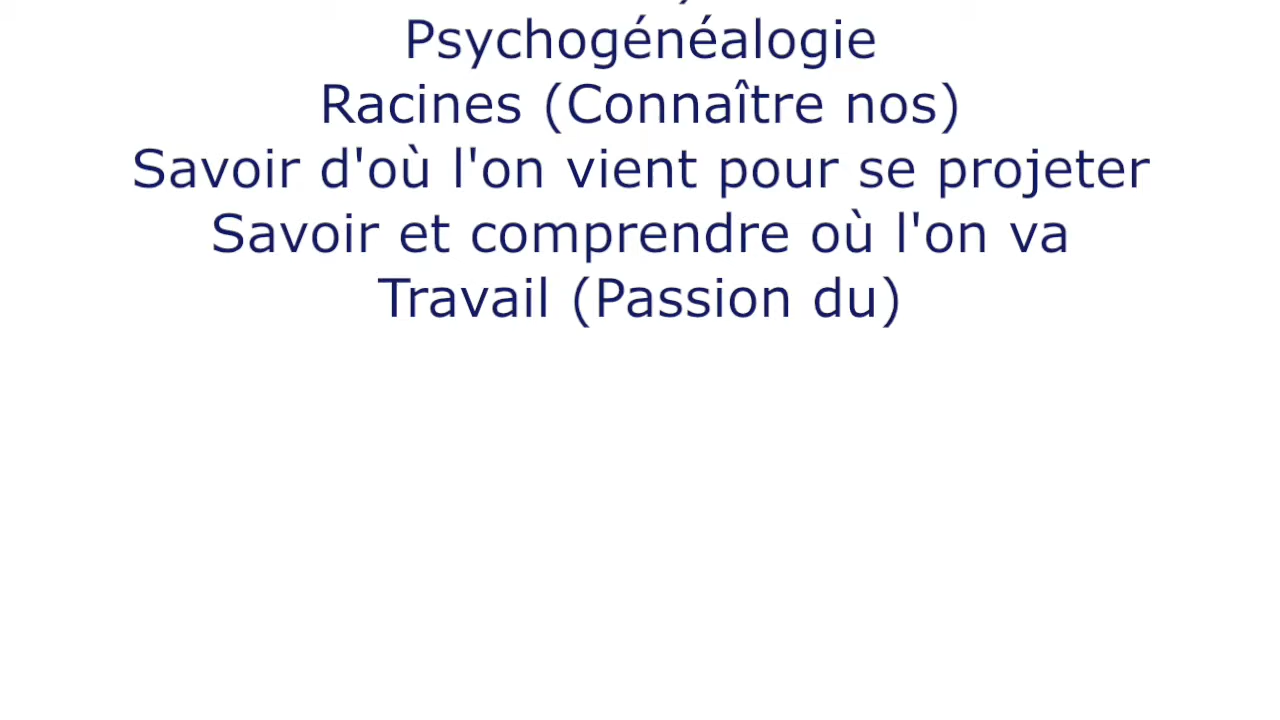 Psychogénéalogie
Racines (Connaître nos)
Savoir d'où l'on vient pour se projeter
Savoir et comprendre où l'on va
Travail (Passion du)